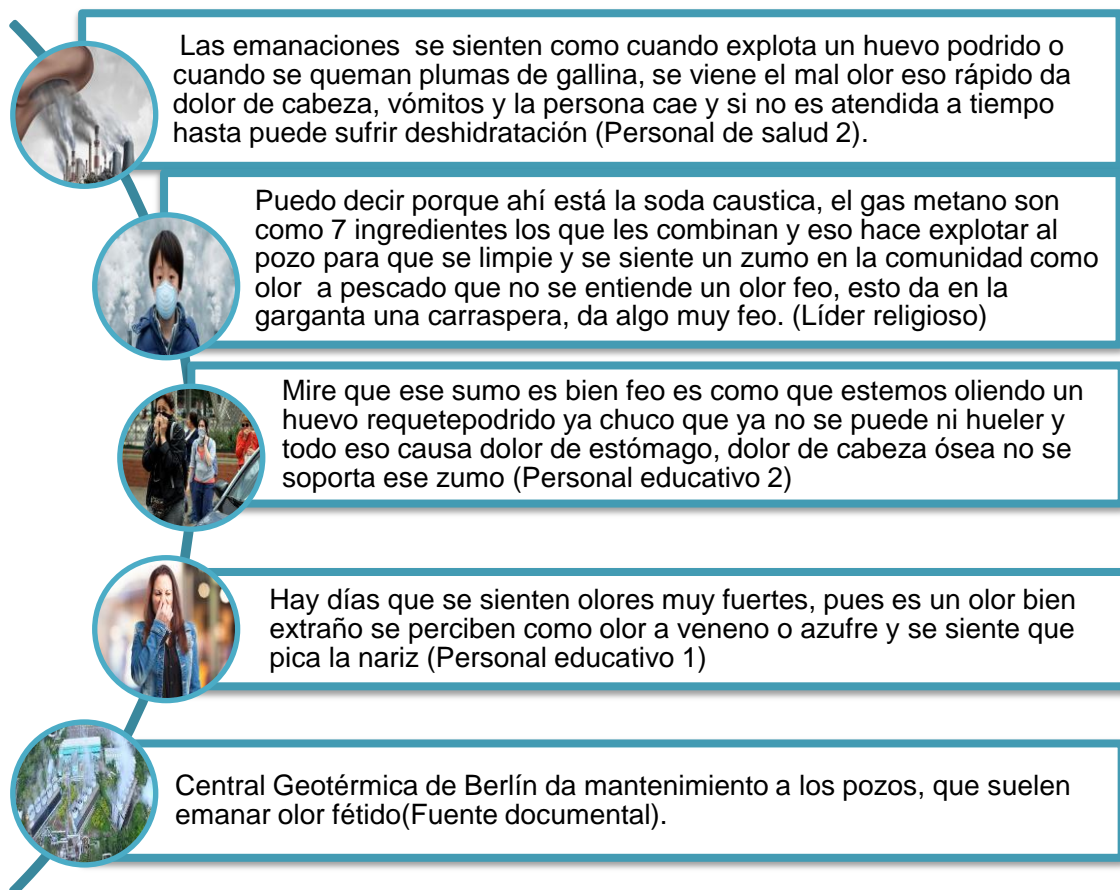 Las emanaciones  se sienten como cuando explota un huevo podrido o
cuando se queman plumas de gallina, se viene el mal olor eso rápido da
dolor de cabeza, vómitos y la persona cae y si no es atendida a tiempo
hasta puede sufrir deshidratación (Personal de salud 2).
Puedo decir porque ahí está la soda caustica, el gas metano son
como 7 ingredientes los que les combinan y eso hace explotar al
pozo para que se limpie y se siente un zumo en la comunidad como
olor  a pescado que no se entiende un olor feo, esto da en la
garganta una carraspera, da algo muy feo. (Líder religioso)
Mire que ese sumo es bien feo es como que estemos oliendo un
huevo requetepodrido ya chuco que ya no se puede ni hueler y
todo eso causa dolor de estómago, dolor de cabeza ósea no se
soporta ese zumo (Personal educativo 2)
Hay días que se sienten olores muy fuertes, pues es un olor bien
extraño se perciben como olor a veneno o azufre y se siente que
pica la nariz (Personal educativo 1)
Central Geotérmica de Berlín da mantenimiento a los pozos, que suelen
emanar olor fétido(Fuente documental).